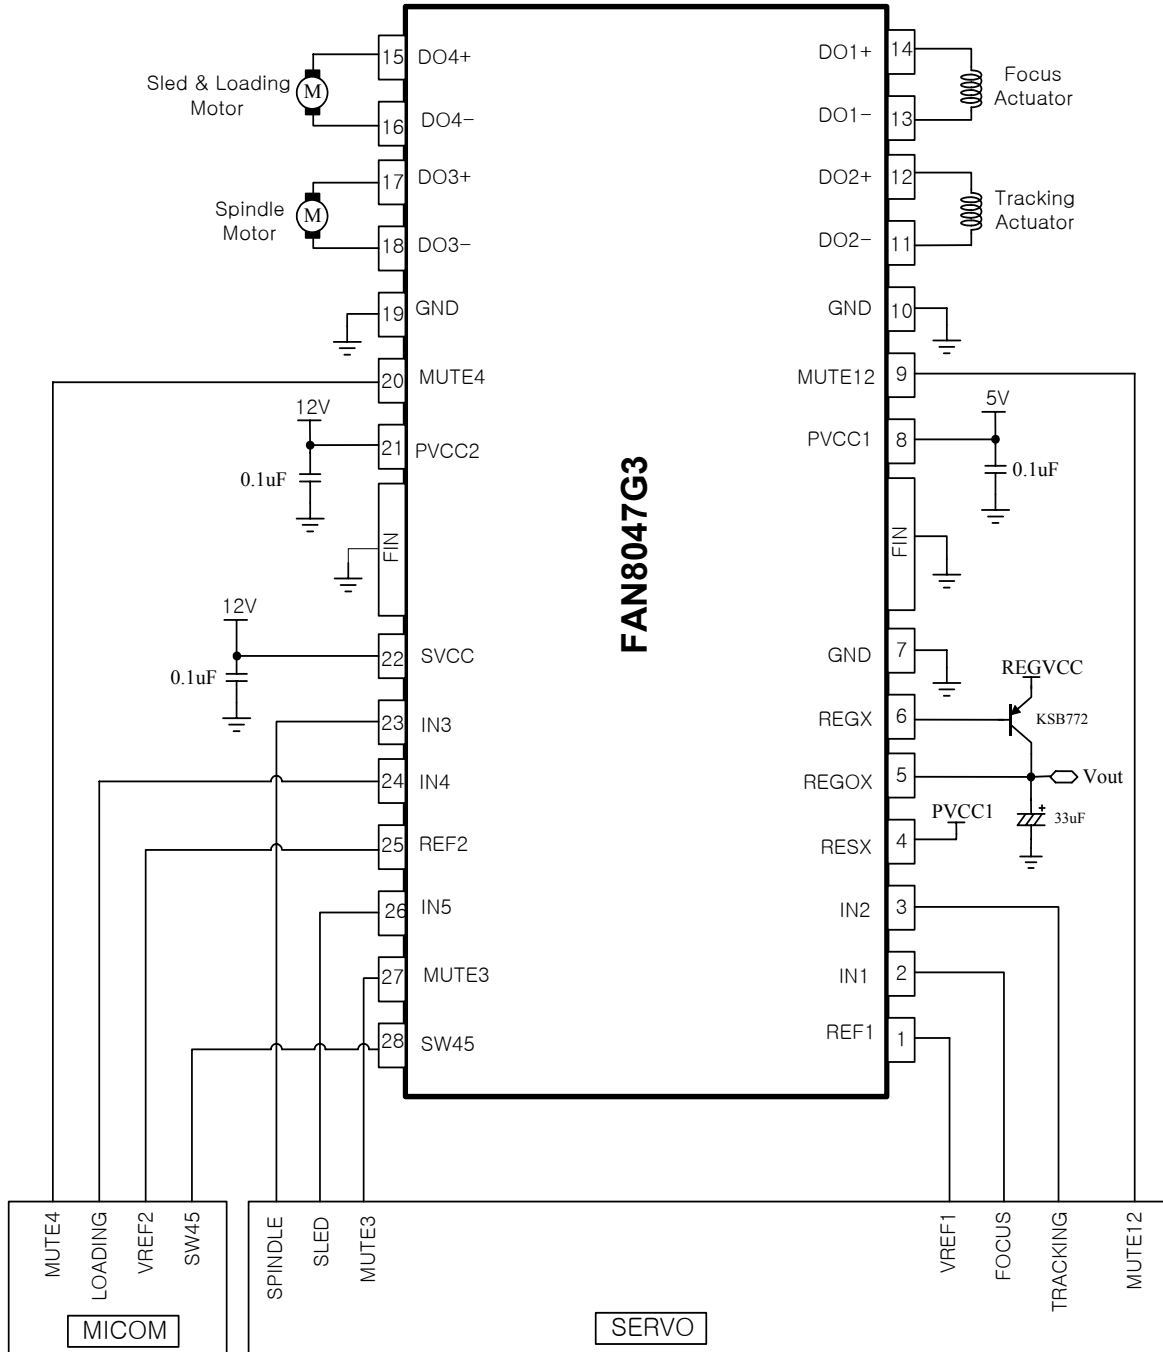 15 DO4+
Sled & Loading
Motor
M
16 DO4-
17 DO3+
Spindle
Motor
M
18 DO3-
19 GND
20 MUTE4
12V
21 PVCC2
0.1uF
FIN
12V
22 SVCC
0.1uF
23 IN3
24 IN4
25 REF2
26 IN5
27 MUTE3
28 SW45
FAN8047G3
DO1+ 14
Focus
Actuator
DO1- 13
DO2+ 12
Tracking
Actuator
DO2- 11
GND 10
MUTE12 9
5V
PVCC1 8
0.1uF
FIN
GND 7
REGVCC
REGX 6
KSB772
REGOX 5
Vout
PVCC1
+
33uF
RESX 4
IN2 3
IN1 2
REF1 1
MUTE4
LOADING
VREF2
SW45
MICOM
SPINDLE
SLED
MUTE3
VREF1
FOCUS
TRACKING
MUTE12
SERVO